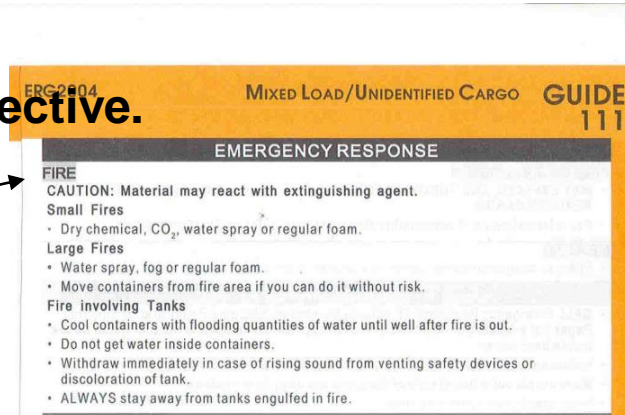 ERG2004 MIXED LOAD/UNIDENTIFIED CARGO GUIDE
ective. 111
EMERGENCY RESPONSE
FIRE
CAUTION: Material may react with extinguishing agent.
Small Fires
• Dry chemical, CO2, water spray or regular foam.
Large Fires
• Water spray, fog or regular foam.
• Move containers from fire area if you can do it without risk.
Fire involving Tanks
• Cool containers with flooding quantities of water until well after fire is out.
• Do not get water inside containers.
• Withdraw immediately in case of rising sound from venting safety devices or
discoloration of tank.
• ALWAYS stay away from tanks engulfed in fire.